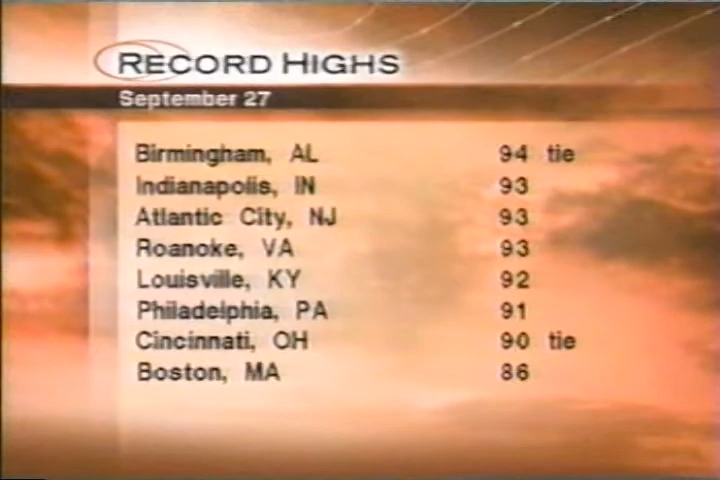 RECORD HIGHS
September 27
Birmingham, AL 94 tie
Indianapolis, IN 93
Atlantic City, NJ 93
Roanoke, VA 93
Louisville, KY 92
Philadelphia, PA 91
Cincinnati, OH 90 tie
Boston, MA 86